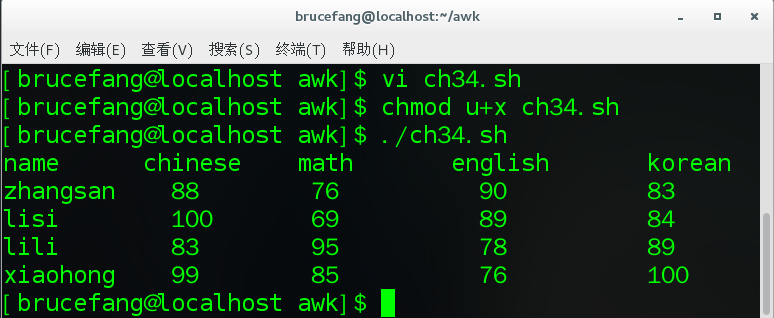 brucefang@localhost:~/awk
文件(F) 编辑(E) 查看(V) 搜索(S) 终端(T) 帮助(H)
[brucefang@localhost awk]$ vi ch34.sh
[brucefang@localhost awk]$ chmod u+x ch34.sh
[brucefang@localhost awk]$ ./ch34.sh
name chinese math english korean
zhangsan 88 76 90 83
lisi 100 69 89 84
lili 83 95 78 89
xiaohong 99 85 76 100
[brucefang@localhost awk]$